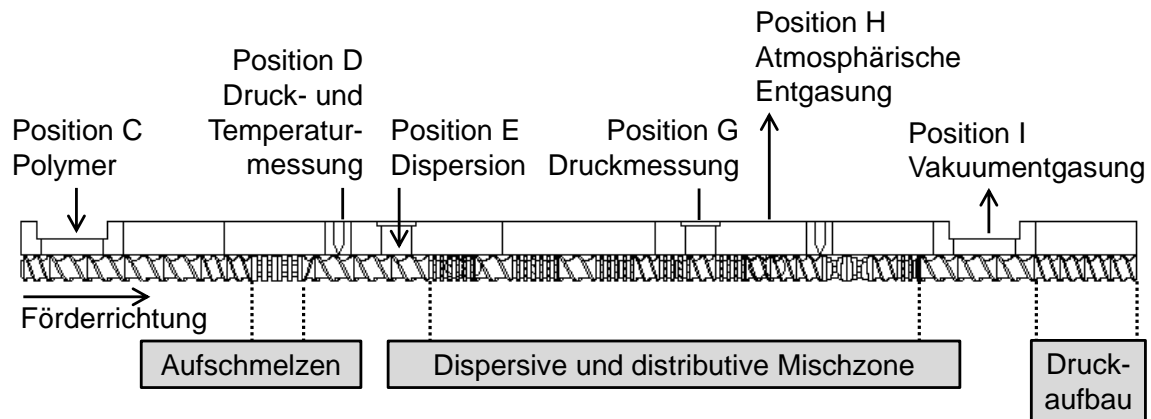 Position C
Polymer
Position D
Druck- und
Temperatur-
messung
Position E
Dispersion
Position G
Druckmessung
Position H
Atmosphärische
Entgasung
Position I
Vakuumentgasung
Förderrichtung
Aufschmelzen
Dispersive und distributive Mischzone
Druck-
aufbau